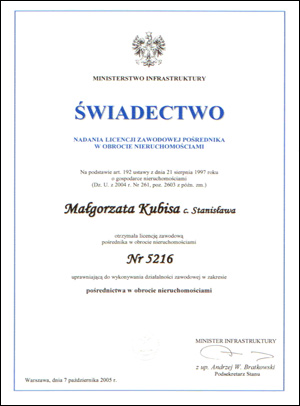 MINISTERSTWO INFRASTRUKTURY
ŚWIADECTWO
NADANIA LICENCJI ZAWODOWEJ POŚREDNIKA
W OBROCIE NIERUCHOMOŚCIAMI
Na podstawie art. 192 ustawy z dnia 21 sierpnia 1997 roku
o gospodarce nieruchomościami
(Dz. U. z 2004 r. Nr 261, poz. 2603 z późn. zm.)
Małgorzata Kubisa c. Stanisława
otrzymała licencję zawodową
pośrednika w obrocie nieruchomościami
Nr 5216
uprawniającą do wykonywania działalności zawodowej w zakresie
pośrednictwa w obrocie nieruchomościami
MINISTER INFRASTRUKTURY
z up. Andrzej W. Bratkowski
Podsekretarz Stanu
Warszawa, dnia 7 października 2005 r.